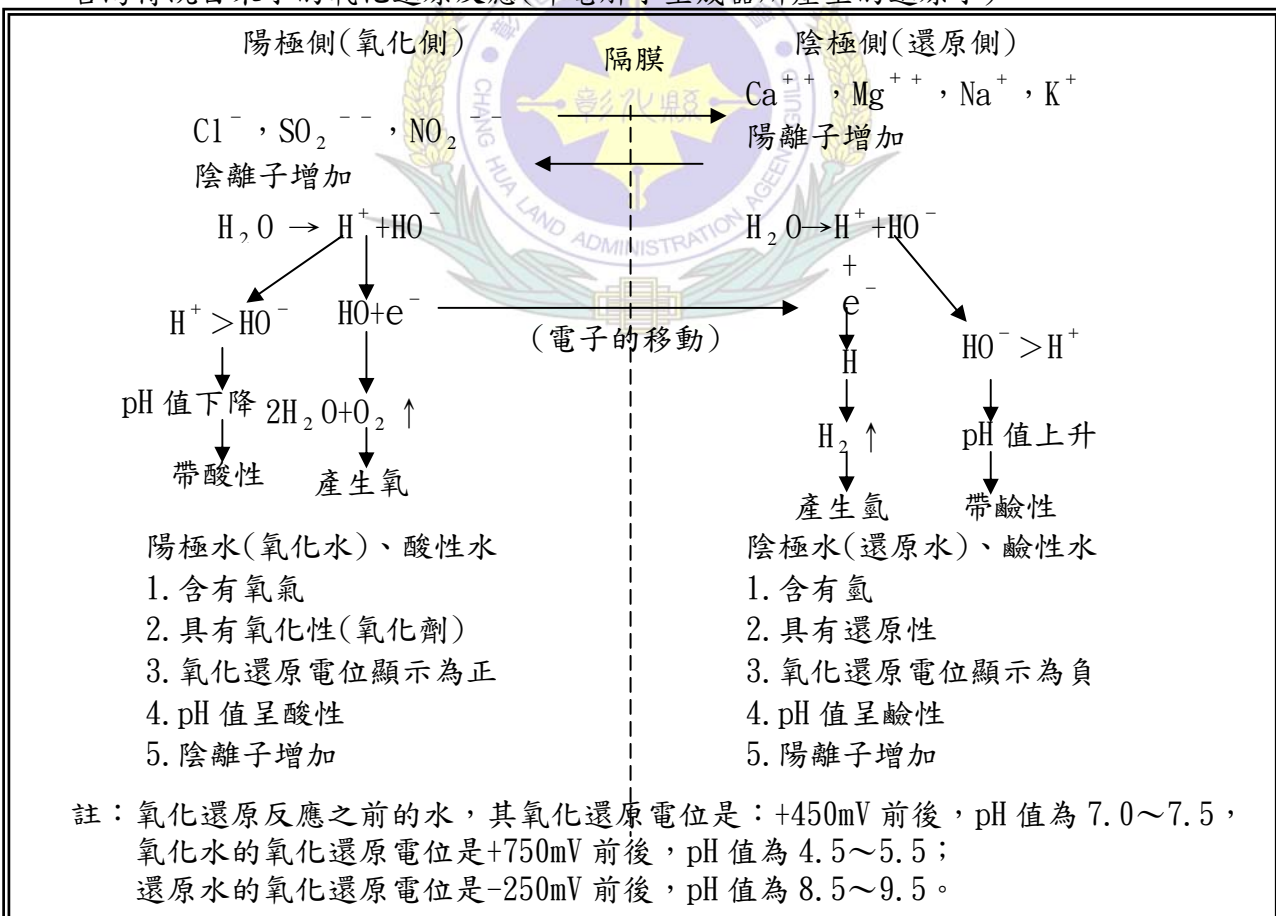 陽極側(氧化側)
隔膜
陰極側(還原側)
Cl⁻，SO₂⁻⁻，NO₂⁻⁻
陰離子增加
Ca⁺⁺，Mg⁺⁺，Na⁺，K⁺
陽離子增加
H₂O → H⁺+HO⁻
H⁺＞HO⁻
HO+e⁻
(電子的移動)
pH 值下降
2H₂O+O₂ ↑
帶酸性
產生氧
H₂O→H⁺+HO⁻
+
e⁻
H
HO⁻＞H⁺
H₂ ↑
pH 值上升
產生氫
帶鹼性
陽極水(氧化水)、酸性水
1.含有氧氣
2.具有氧化性(氧化劑)
3.氧化還原電位顯示為正
4.pH 值呈酸性
5.陰離子增加
陰極水(還原水)、鹼性水
1.含有氫
2.具有還原性
3.氧化還原電位顯示為負
4.pH 值呈鹼性
5.陽離子增加
註：氧化還原反應之前的水，其氧化還原電位是：+450mV 前後，pH 值為 7.0～7.5，
氧化水的氧化還原電位是+750mV 前後，pH 值為 4.5～5.5；
還原水的氧化還原電位是-250mV 前後，pH 值為 8.5～9.5。
彰化縣
CHANG HUA LAND ADMINISTRATION AGEENT GUILG